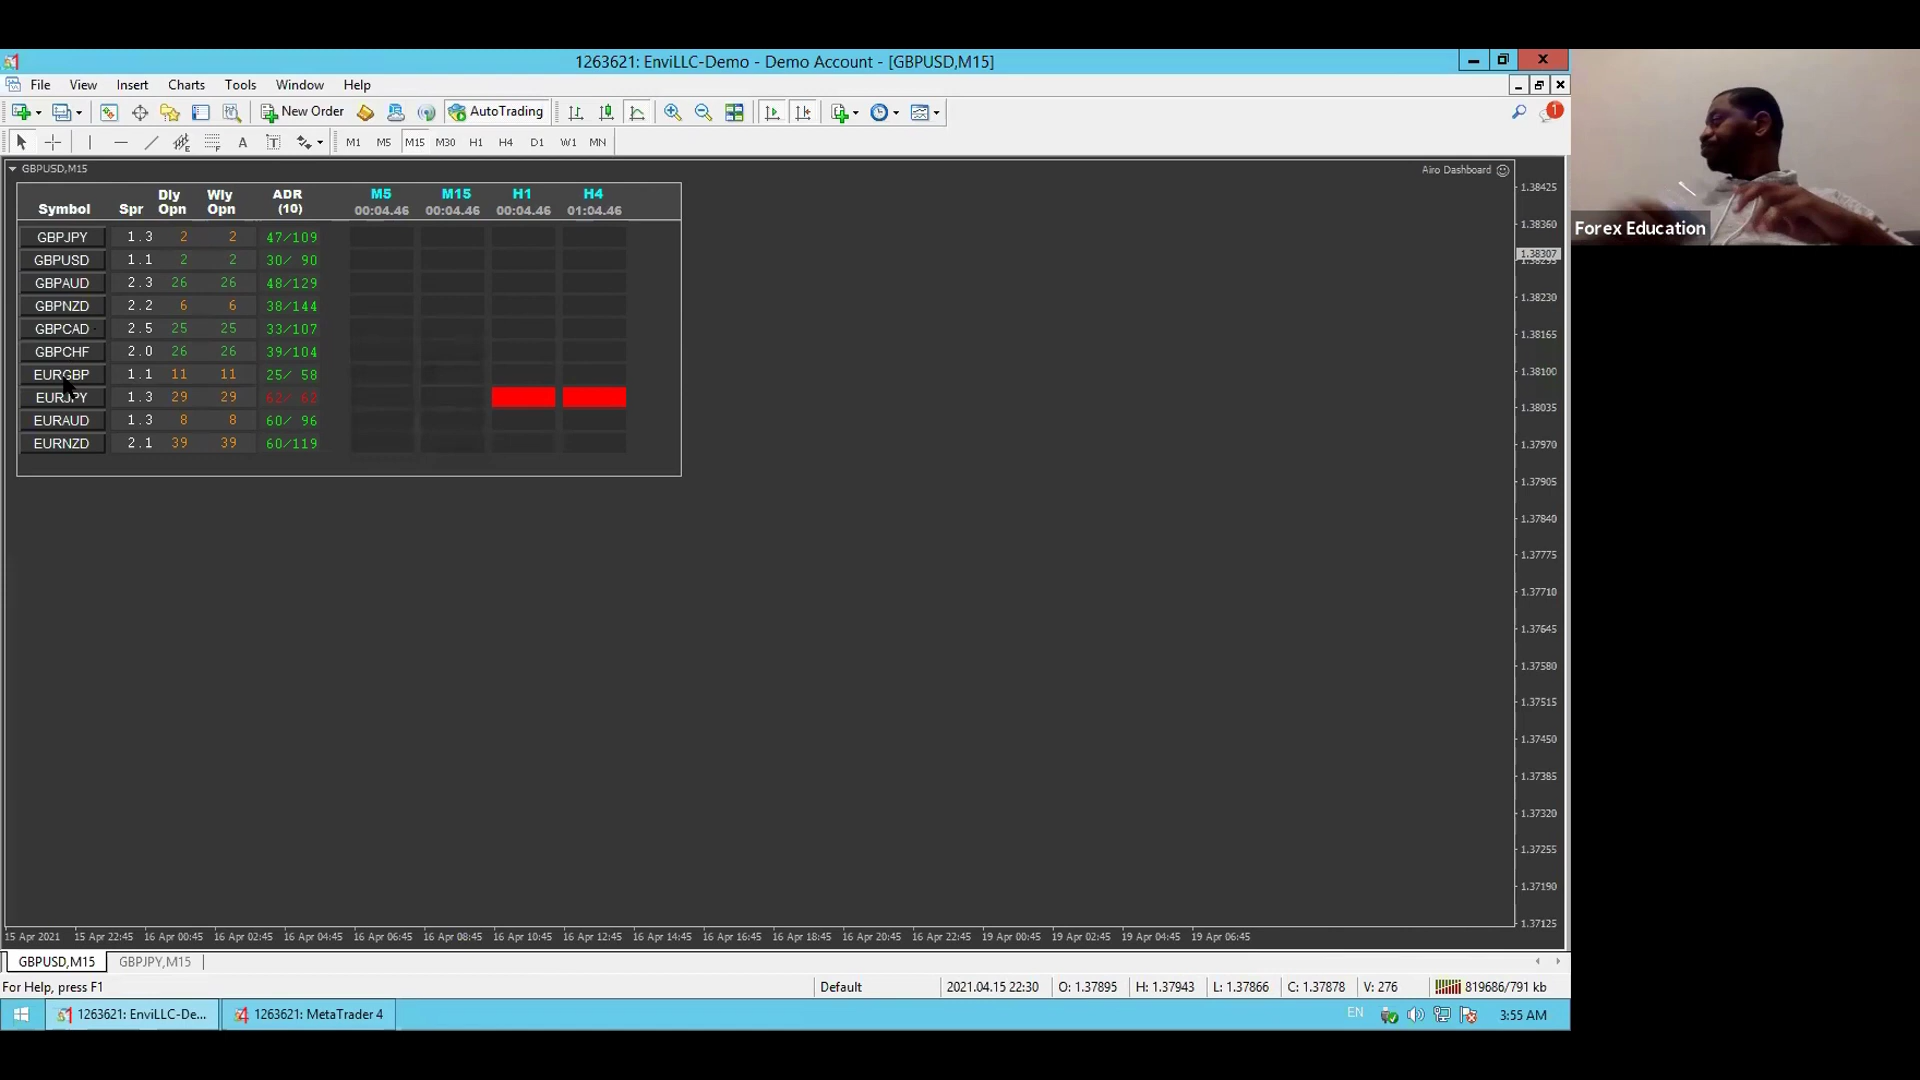 1263621: EnviLLC-Demo - Demo Account - [GBPUSD,M15]
File View Insert Charts Tools Window Help
New Order AutoTrading 1
A T M1 M5 M15 M30 H1 H4 D1 W1 MN
GBPUSD,M15 Airo Dashboard
Symbol Spr Dly Opn Wly Opn ADR (10) M5 00:04.46 M15 00:04.46 H1 00:04.46 H4 01:04.46
GBPJPY 1.3 2 2 47/109
GBPUSD 1.1 2 2 30/ 90
GBPAUD 2.3 26 26 48/129
GBPNZD 2.2 6 6 38/144
GBPCAD 2.5 25 25 33/107
GBPCHF 2.0 26 26 39/104
EURGBP 1.1 11 11 25/ 58
EURJPY 1.3 29 29 62/ 62
EURAUD 1.3 8 8 60/ 96
EURNZD 2.1 39 39 60/119
1.38425
1.38360
1.38307
1.38230
1.38165
1.38100
1.38035
1.37970
1.37905
1.37840
1.37775
1.37710
1.37645
1.37580
1.37515
1.37450
1.37385
1.37320
1.37255
1.37190
1.37125
15 Apr 2021 15 Apr 22:45 16 Apr 00:45 16 Apr 02:45 16 Apr 04:45 16 Apr 06:45 16 Apr 08:45 16 Apr 10:45 16 Apr 12:45 16 Apr 14:45 16 Apr 16:45 16 Apr 18:45 16 Apr 20:45 16 Apr 22:45 19 Apr 00:45 19 Apr 02:45 19 Apr 04:45 19 Apr 06:45
GBPUSD,M15 GBPJPY,M15
For Help, press F1 Default 2021.04.15 22:30 O: 1.37895 H: 1.37943 L: 1.37866 C: 1.37878 V: 276 819686/791 kb
1263621: EnviLLC-De... 1263621: MetaTrader 4 EN 3:55 AM
Forex Education